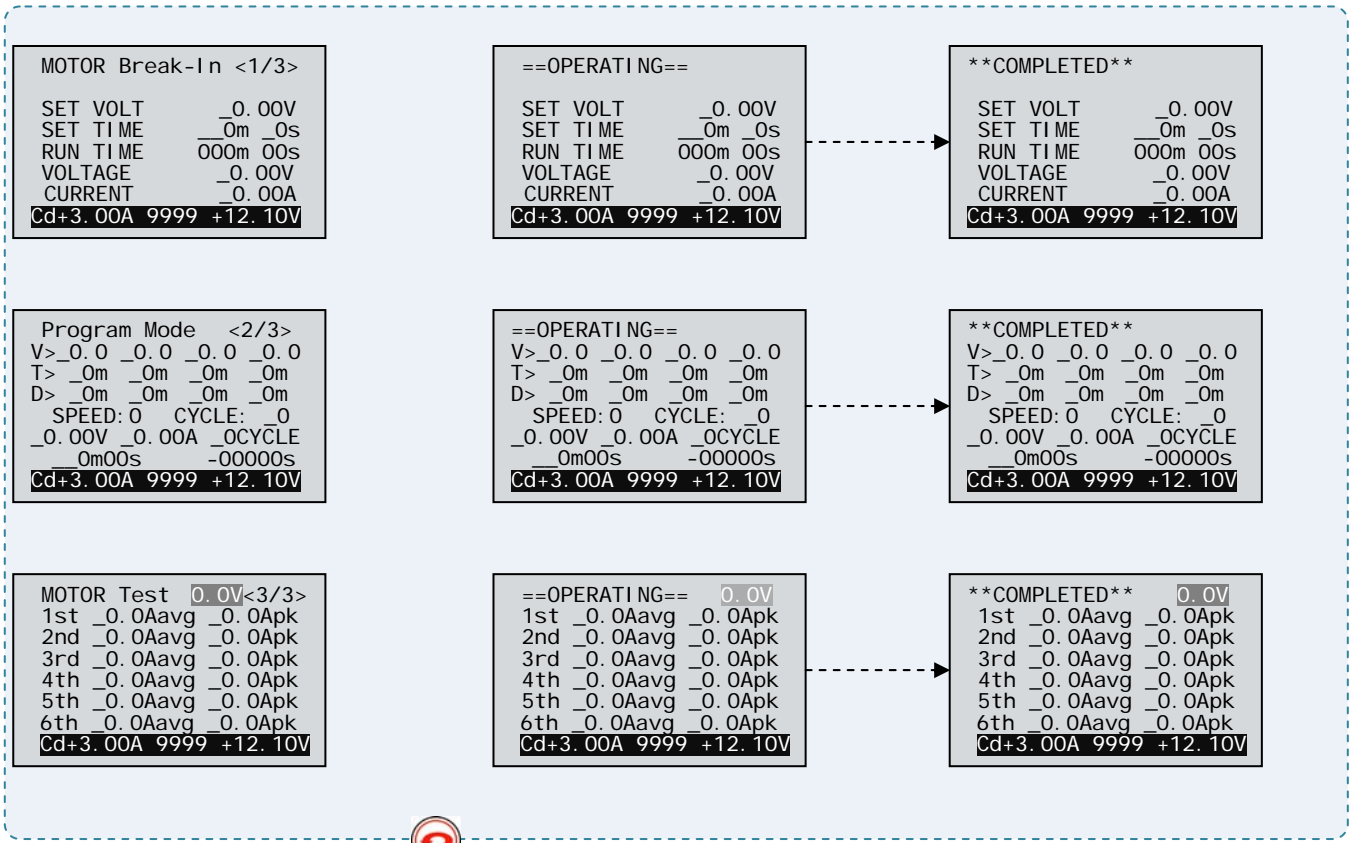 MOTOR Break-In <1/3>
SET VOLT _0.00V
SET TIME __0m _0s
RUN TIME 000m 00s
VOLTAGE _0.00V
CURRENT _0.00A
Cd+3.00A 9999 +12.10V
==OPERATING==
SET VOLT _0.00V
SET TIME __0m _0s
RUN TIME 000m 00s
VOLTAGE _0.00V
CURRENT _0.00A
Cd+3.00A 9999 +12.10V
**COMPLETED**
SET VOLT _0.00V
SET TIME __0m _0s
RUN TIME 000m 00s
VOLTAGE _0.00V
CURRENT _0.00A
Cd+3.00A 9999 +12.10V
Program Mode <2/3>
V>_0.0 _0.0 _0.0 _0.0
T> _0m _0m _0m _0m
D> _0m _0m _0m _0m
SPEED:0 CYCLE: _0
_0.00V _0.00A _0CYCLE
__0m00s -00000s
Cd+3.00A 9999 +12.10V
==OPERATING==
V>_0.0 _0.0 _0.0 _0.0
T> _0m _0m _0m _0m
D> _0m _0m _0m _0m
SPEED:0 CYCLE: _0
_0.00V _0.00A _0CYCLE
__0m00s -00000s
Cd+3.00A 9999 +12.10V
**COMPLETED**
V>_0.0 _0.0 _0.0 _0.0
T> _0m _0m _0m _0m
D> _0m _0m _0m _0m
SPEED:0 CYCLE: _0
_0.00V _0.00A _0CYCLE
__0m00s -00000s
Cd+3.00A 9999 +12.10V
MOTOR Test 0.0V<3/3>
1st _0.0Aavg _0.0Apk
2nd _0.0Aavg _0.0Apk
3rd _0.0Aavg _0.0Apk
4th _0.0Aavg _0.0Apk
5th _0.0Aavg _0.0Apk
6th _0.0Aavg _0.0Apk
Cd+3.00A 9999 +12.10V
==OPERATING== 0.0V
1st _0.0Aavg _0.0Apk
2nd _0.0Aavg _0.0Apk
3rd _0.0Aavg _0.0Apk
4th _0.0Aavg _0.0Apk
5th _0.0Aavg _0.0Apk
6th _0.0Aavg _0.0Apk
Cd+3.00A 9999 +12.10V
**COMPLETED** 0.0V
1st _0.0Aavg _0.0Apk
2nd _0.0Aavg _0.0Apk
3rd _0.0Aavg _0.0Apk
4th _0.0Aavg _0.0Apk
5th _0.0Aavg _0.0Apk
6th _0.0Aavg _0.0Apk
Cd+3.00A 9999 +12.10V